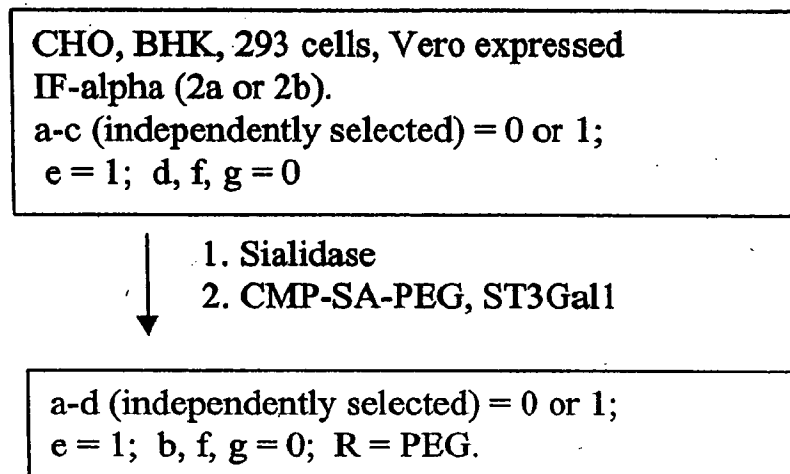 CHO, BHK, 293 cells, Vero expressed
IF-alpha (2a or 2b).
a-c (independently selected) = 0 or 1;
e = 1; d, f, g = 0
1. Sialidase
2. CMP-SA-PEG, ST3Gal1
a-d (independently selected) = 0 or 1;
e = 1; b, f, g = 0; R = PEG.